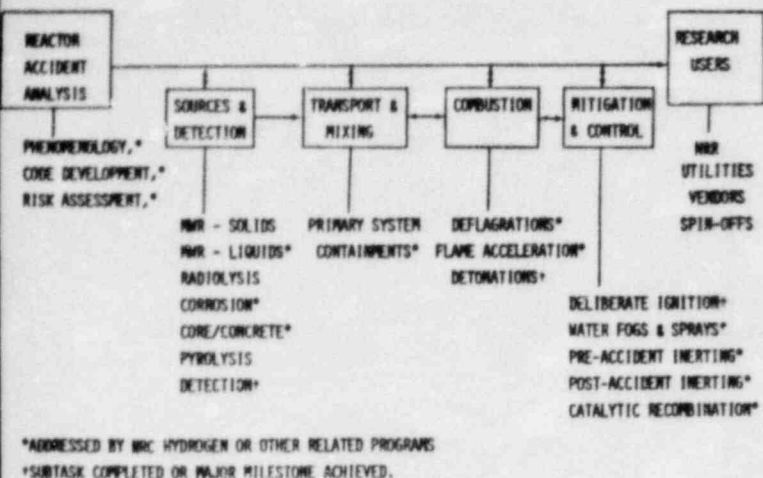 REACTOR
ACCIDENT
ANALYSIS
RESEARCH
USERS
SOURCES &
DETECTION
TRANSPORT &
MIXING
COMBUSTION
MITIGATION
& CONTROL
PHENOMENOLOGY,*
CODE DEVELOPMENT,*
RISK ASSESSMENT,*
NRR
UTILITIES
VENDORS
SPIN-OFFS
MWR - SOLIDS
MWR - LIQUIDS*
RADIOLYSIS
CORROSION*
CORE/CONCRETE*
PYROLYSIS
DETECTION+
PRIMARY SYSTEM
CONTAINMENTS*
DEFLAGRATIONS*
FLAME ACCELERATION*
DETONATIONS+
DELIBERATE IGNITION+
WATER FOGS & SPRAYS*
PRE-ACCIDENT INERTING*
POST-ACCIDENT INERTING*
CATALYTIC RECOMBINATION*
*ADDRESSED BY NRC HYDROGEN OR OTHER RELATED PROGRAMS
+SUBTASK COMPLETED OR MAJOR MILESTONE ACHIEVED.